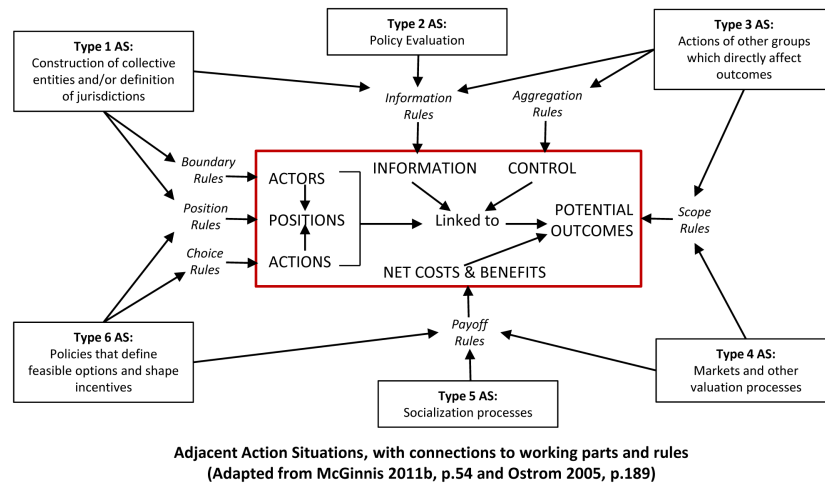 Type 1 AS:
Construction of collective
entities and/or definition
of jurisdictions
Type 2 AS:
Policy Evaluation
Type 3 AS:
Actions of other groups
which directly affect
outcomes
Information
Rules
Aggregation
Rules
Boundary
Rules
Position
Rules
Choice
Rules
INFORMATION
CONTROL
ACTORS
POSITIONS
ACTIONS
Linked to
POTENTIAL
OUTCOMES
NET COSTS & BENEFITS
Scope
Rules
Payoff
Rules
Type 6 AS:
Policies that define
feasible options and shape
incentives
Type 5 AS:
Socialization processes
Type 4 AS:
Markets and other
valuation processes
Adjacent Action Situations, with connections to working parts and rules
(Adapted from McGinnis 2011b, p.54 and Ostrom 2005, p.189)